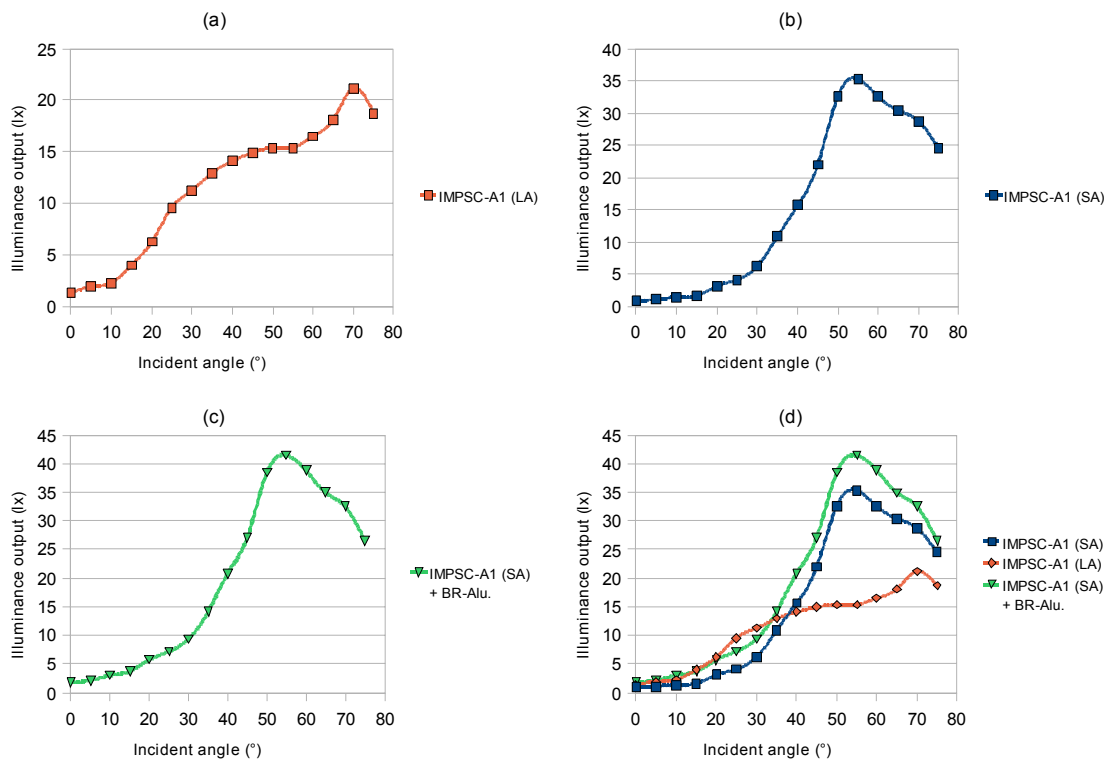 (a)
25
20
15
10
5
0
0 10 20 30 40 50 60 70 80
Illuminance output (lx)
Incident angle (°)
IMPSC-A1 (LA)
(b)
40
35
30
25
20
15
10
5
0
0 10 20 30 40 50 60 70 80
Illuminance output (lx)
Incident angle (°)
IMPSC-A1 (SA)
(c)
45
40
35
30
25
20
15
10
5
0
0 10 20 30 40 50 60 70 80
Illuminance output (lx)
Incident angle (°)
IMPSC-A1 (SA)
+ BR-Alu.
(d)
45
40
35
30
25
20
15
10
5
0
0 10 20 30 40 50 60 70 80
Illuminance output (lx)
Incident angle (°)
IMPSC-A1 (SA)
IMPSC-A1 (LA)
IMPSC-A1 (SA)
+ BR-Alu.